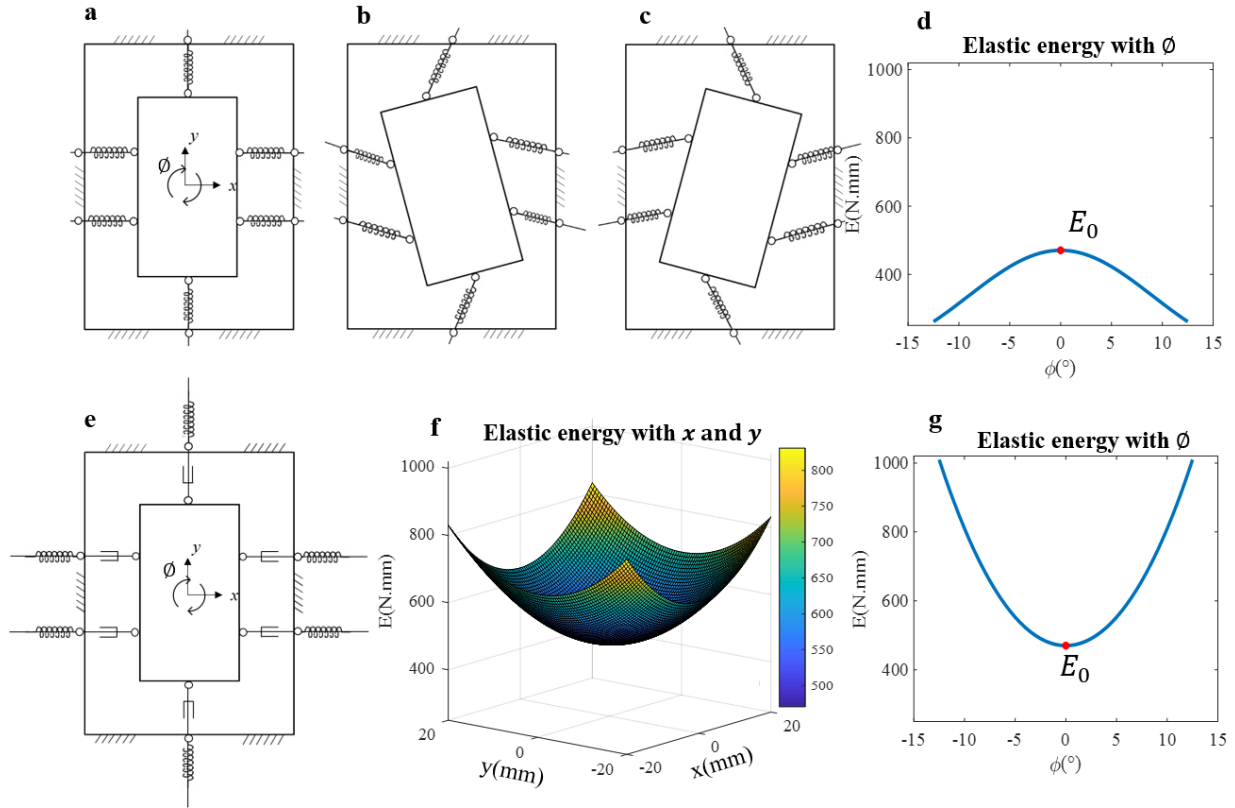 a
b
c
d
Elastic energy with ∅
1000
800
600
400
E(N.mm)
E₀
-15
-10
-5
0
5
10
15
ϕ(°)
y
∅
x
e
f
Elastic energy with x and y
g
Elastic energy with ∅
y
∅
x
1000
800
600
400
E(N.mm)
20
0
-20
y(mm)
-20
0
20
x(mm)
800
750
700
650
600
550
500
1000
800
600
400
E(N.mm)
E₀
-15
-10
-5
0
5
10
15
ϕ(°)